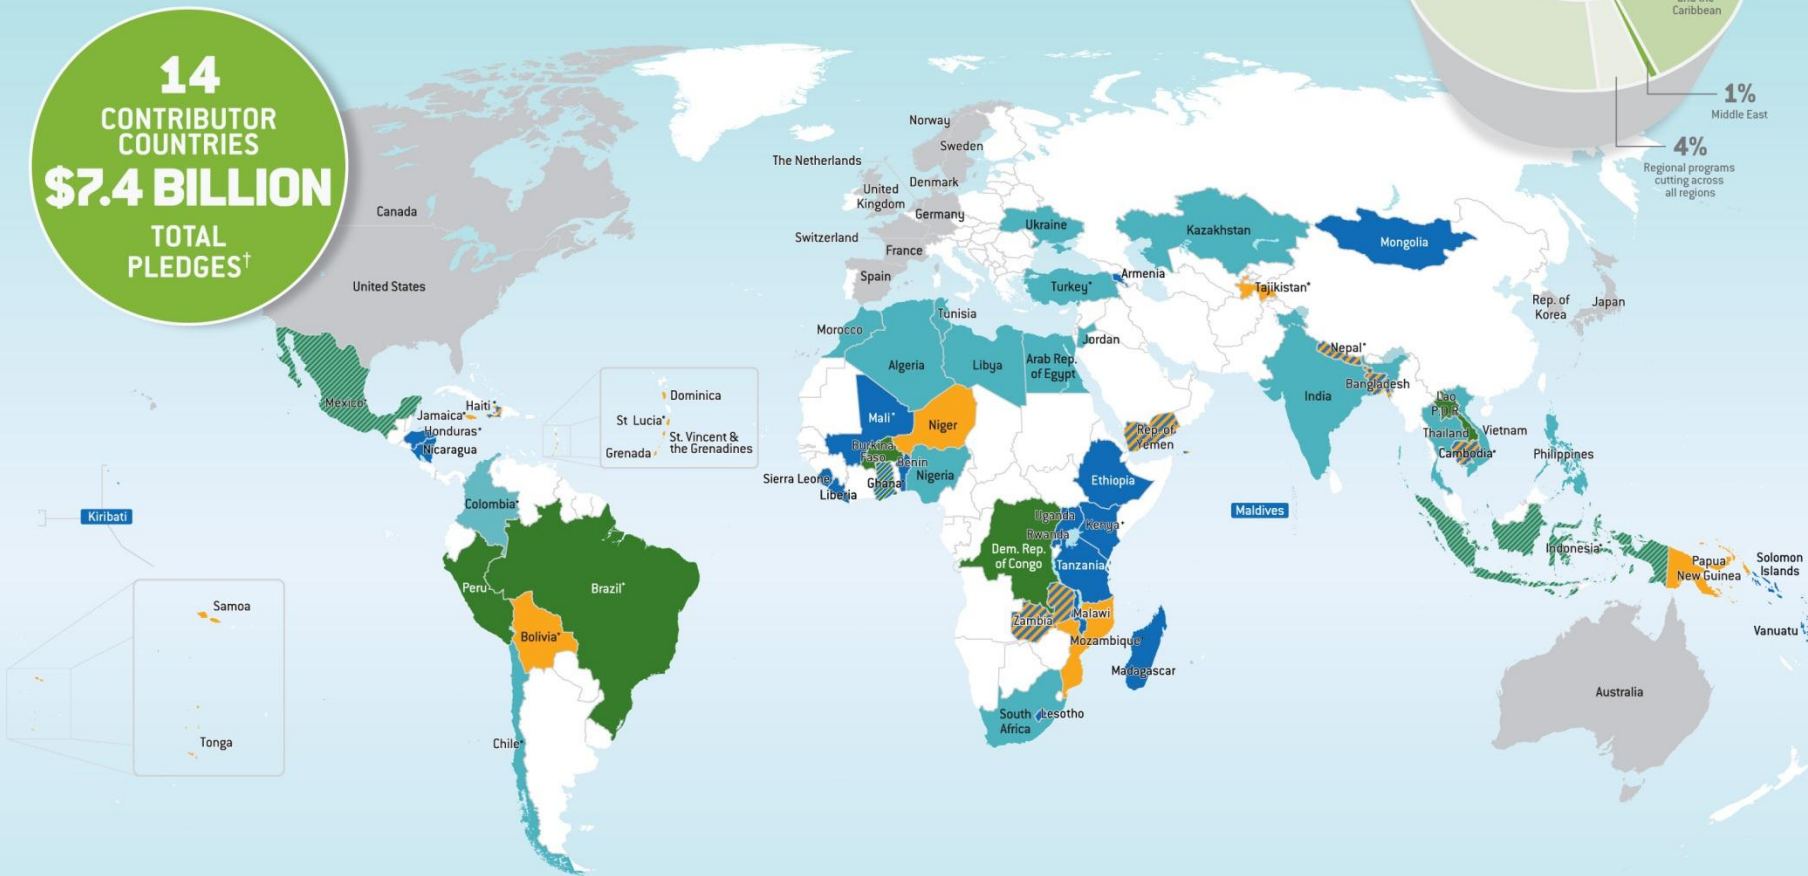 14
CONTRIBUTOR
COUNTRIES
$7.4 BILLION
TOTAL
PLEDGES†
Caribbean
1%
Middle East
4%
Regional programs
cutting across
all regions
Norway
Sweden
The Netherlands
Denmark
United
Kingdom
Germany
Canada
Switzerland
Ukraine
Kazakhstan
Mongolia
France
Spain
Armenia
United States
Turkey*
Tajikistan*
Rep. of
Korea
Japan
Tunisia
Morocco
Jordan
Nepal*
Algeria
Libya
Arab Rep.
of Egypt
Bangladesh
India
Dominica
Mexico*
Haiti*
Jamaica*
Lao
P.D.R.
St Lucia*
Mali*
Niger
Honduras*
Rep. of
Yemen
Thailand
Vietnam
St. Vincent &
the Grenadines
Nicaragua
Grenada
Burkina
Faso
Benin
Cambodia*
Philippines
Nigeria
Sierra Leone
Ghana*
Ethiopia
Liberia
Colombia*
Maldives
Kiribati
Uganda
Kenya*
Rwanda
Indonesia*
Dem. Rep.
of Congo
Tanzania
Papua
New Guinea
Solomon
Islands
Peru
Brazil*
Samoa
Malawi
Zambia
Bolivia*
Mozambique*
Vanuatu
Madagascar
Australia
South
Africa
Lesotho
Tonga
Chile*